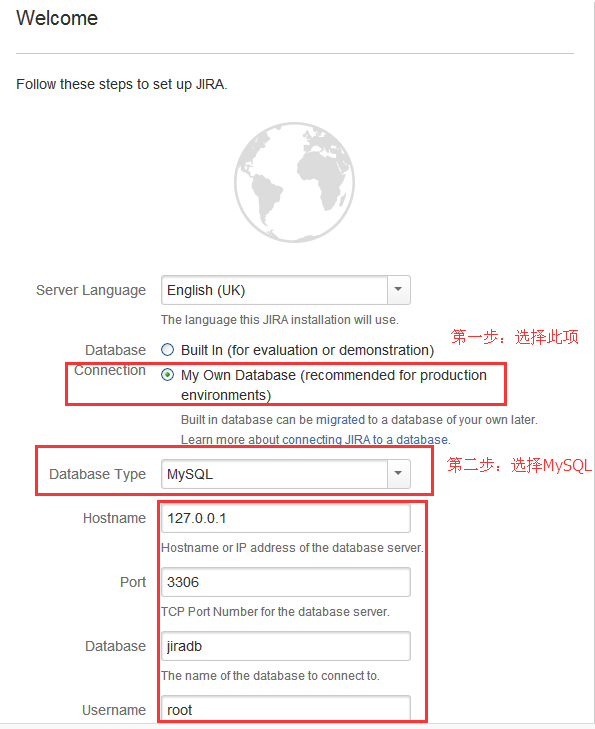 Welcome
Follow these steps to set up JIRA.
Server Language English (UK)
The language this JIRA installation will use.
第一步：选择此项
Database Connection
Built In (for evaluation or demonstration)
My Own Database (recommended for production
environments)
Built in database can be migrated to a database of your own later.
Learn more about connecting JIRA to a database.
第二步：选择MySQL
Database Type MySQL
Hostname 127.0.0.1
Hostname or IP address of the database server.
Port 3306
TCP Port Number for the database server.
Database jiradb
The name of the database to connect to.
Username root